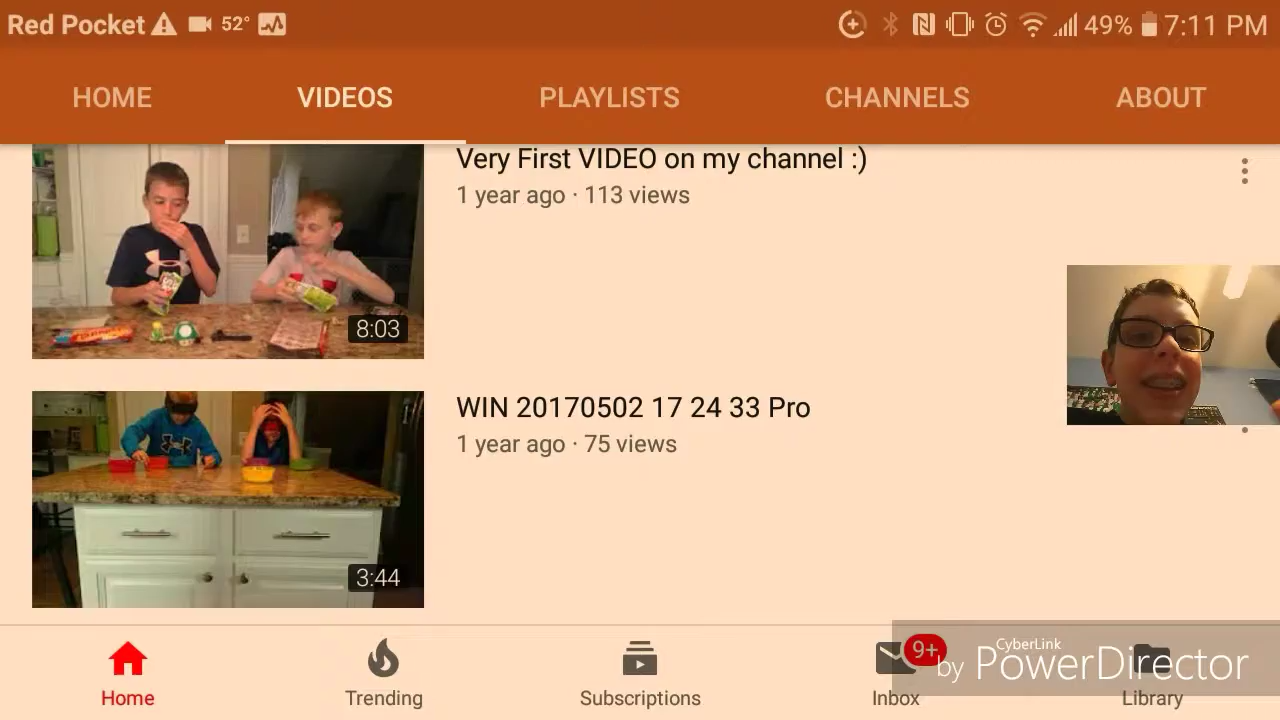 Red Pocket 52° 49% 7:11 PM
HOME VIDEOS PLAYLISTS CHANNELS ABOUT
Very First VIDEO on my channel :)
1 year ago · 113 views
8:03
WIN 20170502 17 24 33 Pro
1 year ago · 75 views
3:44
9+
CyberLink
by PowerDirector
Home Trending Subscriptions Inbox Library